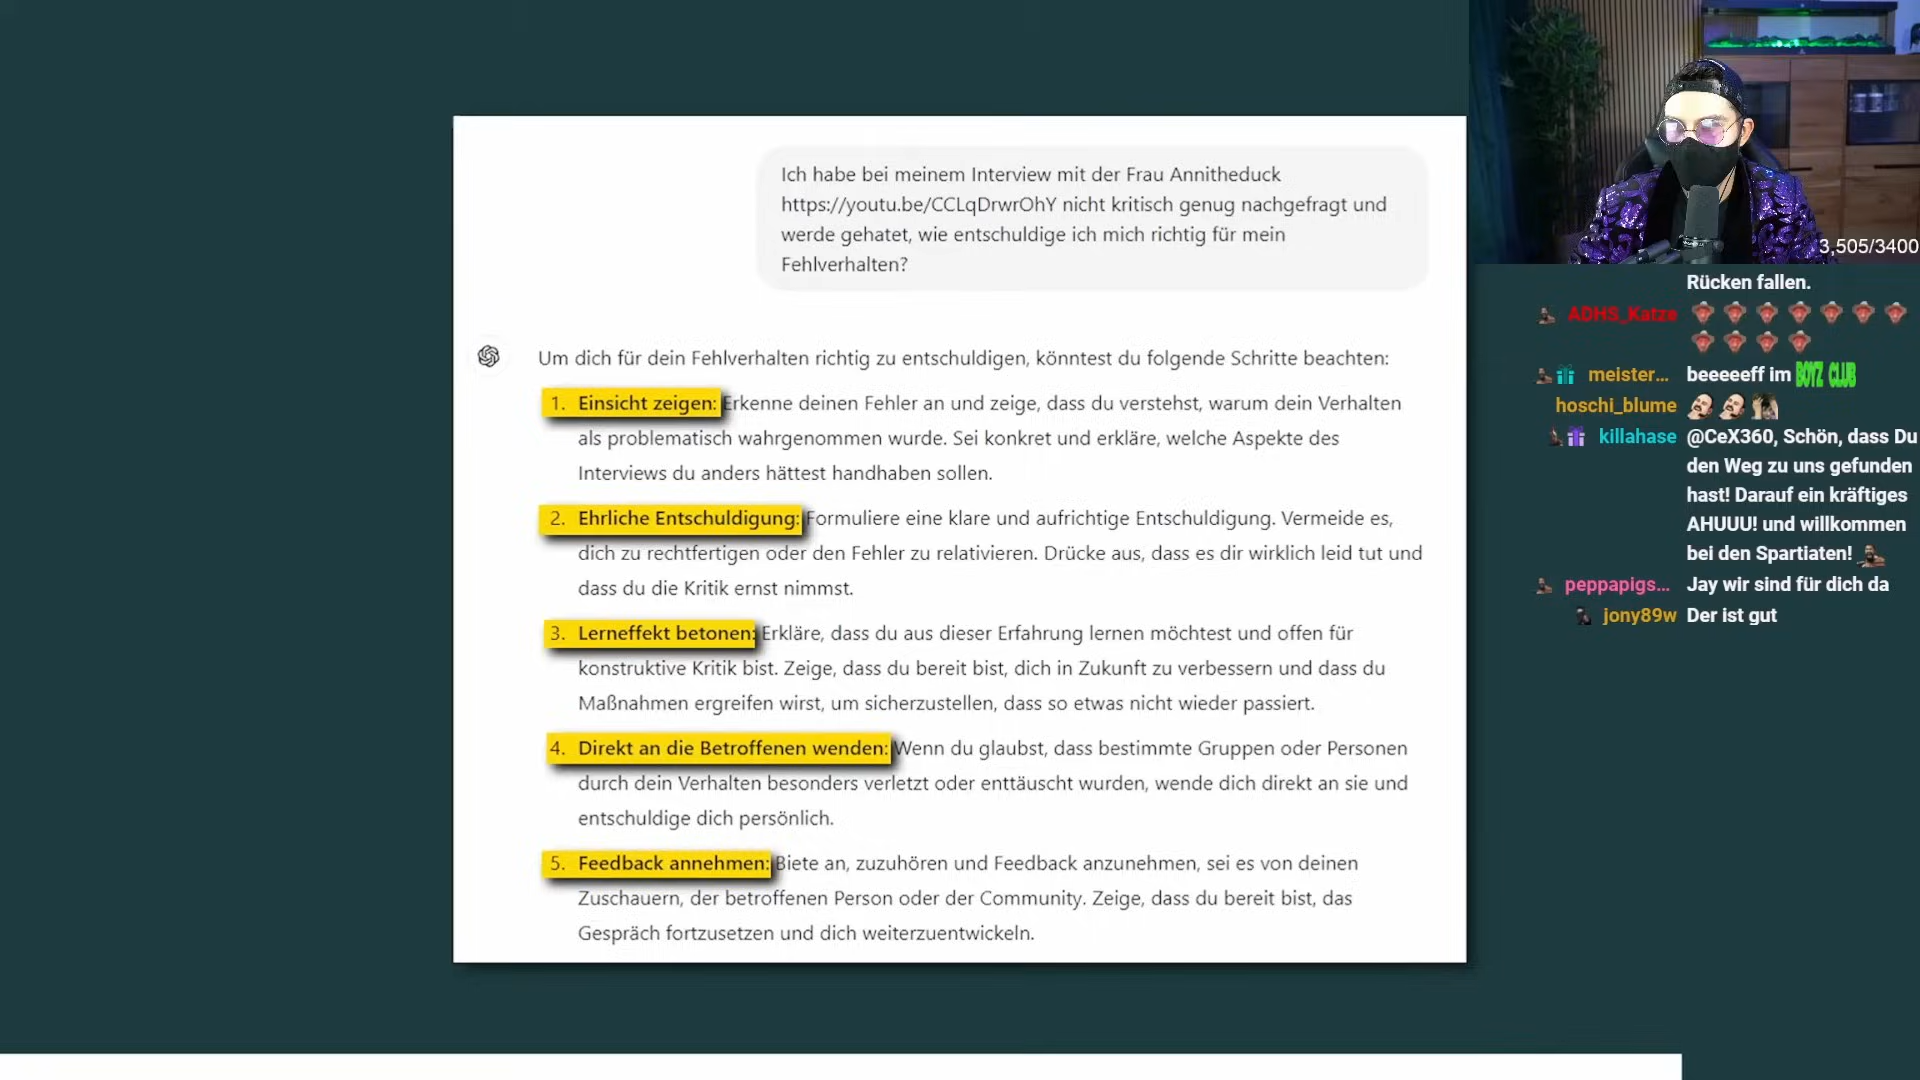 Ich habe bei meinem Interview mit der Frau Annitheduck
https://youtu.be/CCLqDrwrOhY nicht kritisch genug nachgefragt und
werde gehatet, wie entschuldige ich mich richtig für mein
Fehlverhalten?
Um dich für dein Fehlverhalten richtig zu entschuldigen, könntest du folgende Schritte beachten:
1. Einsicht zeigen: Erkenne deinen Fehler an und zeige, dass du verstehst, warum dein Verhalten
als problematisch wahrgenommen wurde. Sei konkret und erkläre, welche Aspekte des
Interviews du anders hättest handhaben sollen.
2. Ehrliche Entschuldigung: Formuliere eine klare und aufrichtige Entschuldigung. Vermeide es,
dich zu rechtfertigen oder den Fehler zu relativieren. Drücke aus, dass es dir wirklich leid tut und
dass du die Kritik ernst nimmst.
3. Lerneffekt betonen: Erkläre, dass du aus dieser Erfahrung lernen möchtest und offen für
konstruktive Kritik bist. Zeige, dass du bereit bist, dich in Zukunft zu verbessern und dass du
Maßnahmen ergreifen wirst, um sicherzustellen, dass so etwas nicht wieder passiert.
4. Direkt an die Betroffenen wenden: Wenn du glaubst, dass bestimmte Gruppen oder Personen
durch dein Verhalten besonders verletzt oder enttäuscht wurden, wende dich direkt an sie und
entschuldige dich persönlich.
5. Feedback annehmen: Biete an, zuzuhören und Feedback anzunehmen, sei es von deinen
Zuschauern, der betroffenen Person oder der Community. Zeige, dass du bereit bist, das
Gespräch fortzusetzen und dich weiterzuentwickeln.
3,505/3400
Rücken fallen.
ADHS_Katze
meister... beeeeeff im BOYZ CLUB
hoschi_blume
killahase @CeX360, Schön, dass Du
den Weg zu uns gefunden
hast! Darauf ein kräftiges
AHUUU! und willkommen
bei den Spartiaten!
peppapigs... Jay wir sind für dich da
jony89w Der ist gut